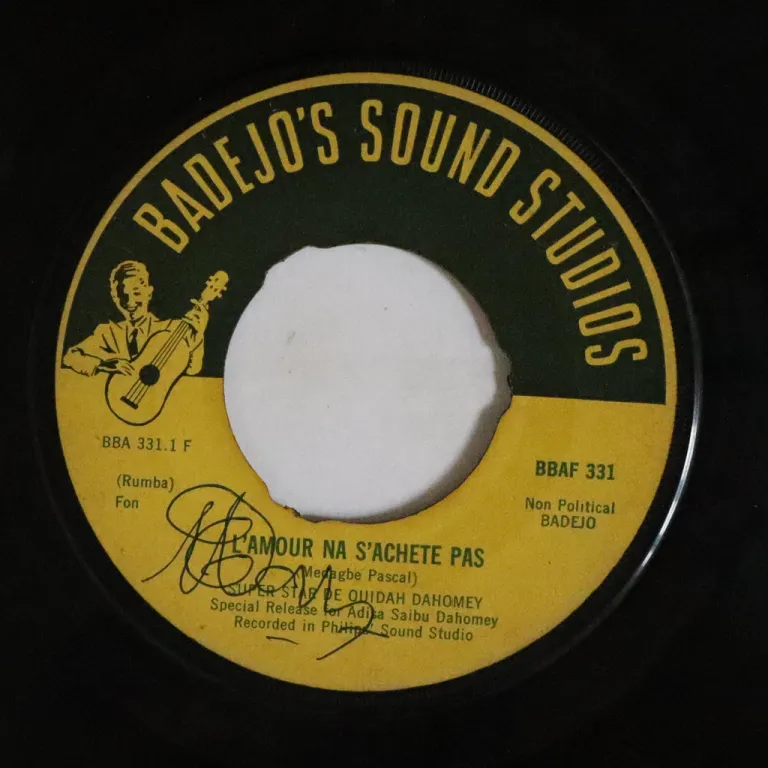 BADEJO'S SOUND STUDIOS
BBA 331.1 F
BBAF 331
(Rumba)
Fon
Non Political
BADEJO
L'AMOUR NA S'ACHETE PAS
(Medagbe Pascal)
SUPER STAR DE OUIDAH DAHOMEY
Special Release for Adisa Saibu Dahomey
Recorded in Philips' Sound Studio